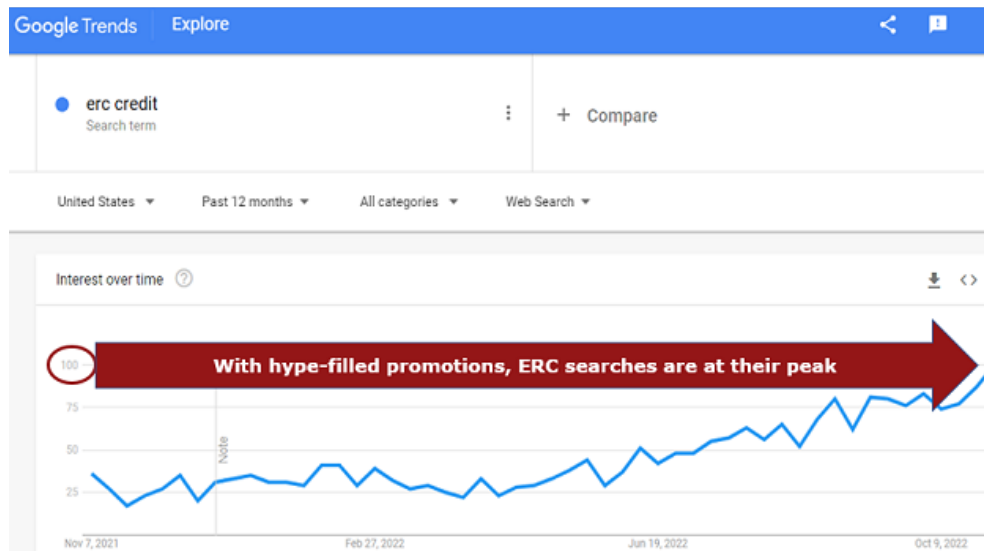 Google Trends Explore
erc credit
Search term
+ Compare
United States Past 12 months All categories Web Search
Interest over time ?
100
With hype-filled promotions, ERC searches are at their peak
75
50
25
Note
Nov 7, 2021 Feb 27, 2022 Jun 19, 2022 Oct 9, 2022